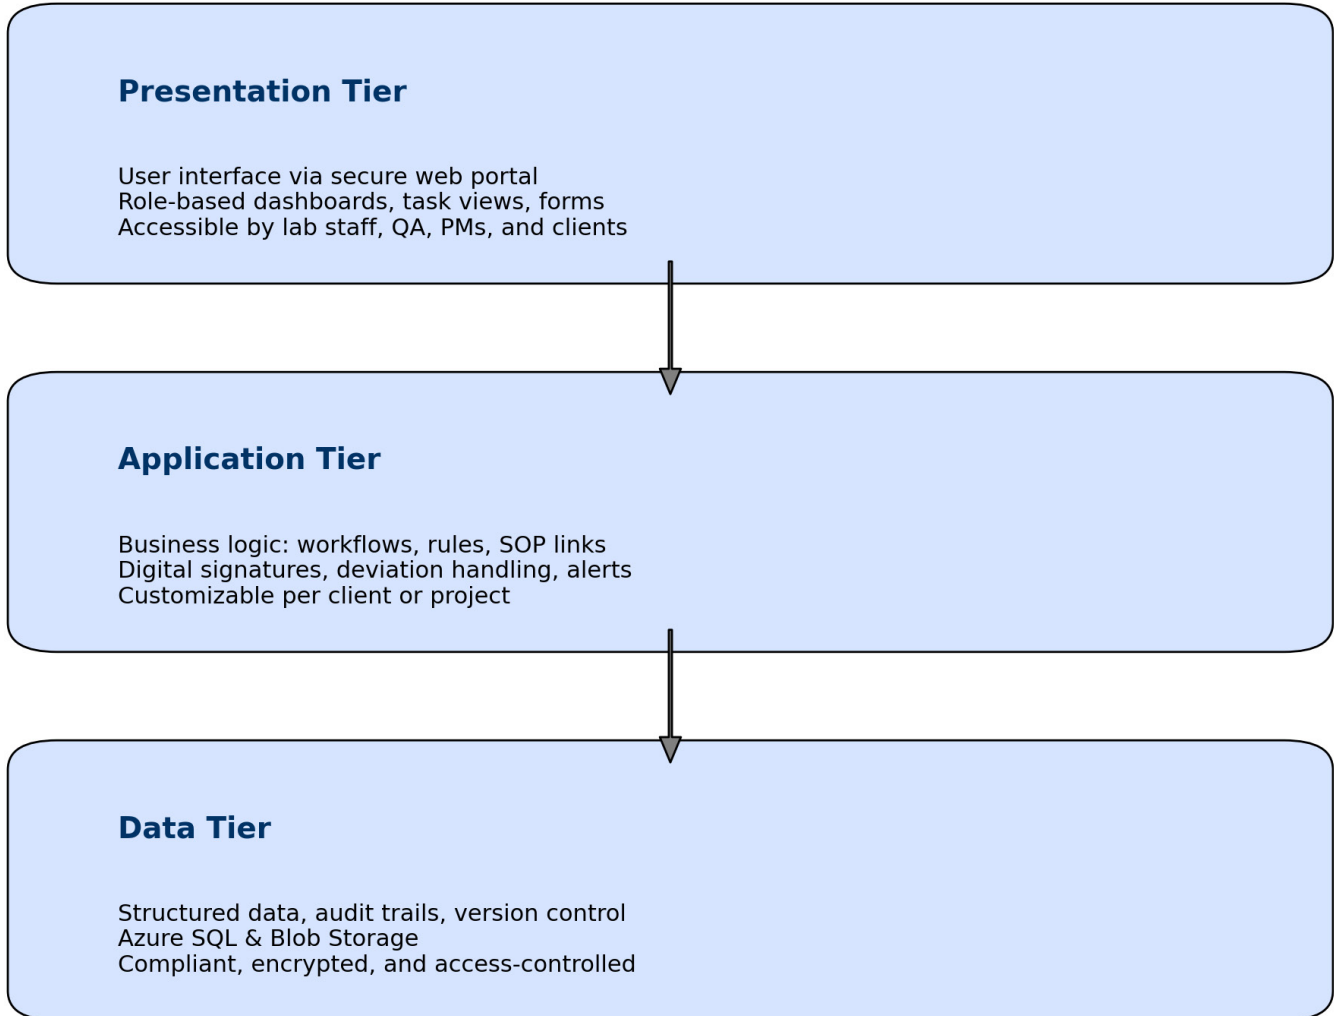 Presentation Tier
User interface via secure web portal
Role-based dashboards, task views, forms
Accessible by lab staff, QA, PMs, and clients
Application Tier
Business logic: workflows, rules, SOP links
Digital signatures, deviation handling, alerts
Customizable per client or project
Data Tier
Structured data, audit trails, version control
Azure SQL & Blob Storage
Compliant, encrypted, and access-controlled